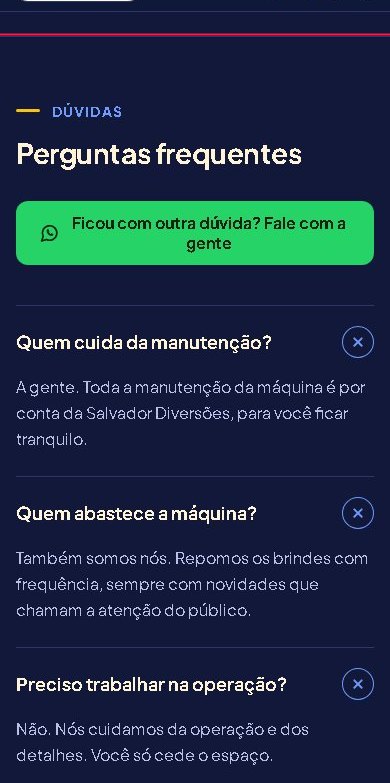 DÚVIDAS
Perguntas frequentes
Ficou com outra dúvida? Fale com a
gente
Quem cuida da manutenção?
A gente. Toda a manutenção da máquina é por
conta da Salvador Diversões, para você ficar
tranquilo.
Quem abastece a máquina?
Também somos nós. Repomos os brindes com
frequência, sempre com novidades que
chamam a atenção do público.
Preciso trabalhar na operação?
Não. Nós cuidamos da operação e dos
detalhes. Você só cede o espaço.